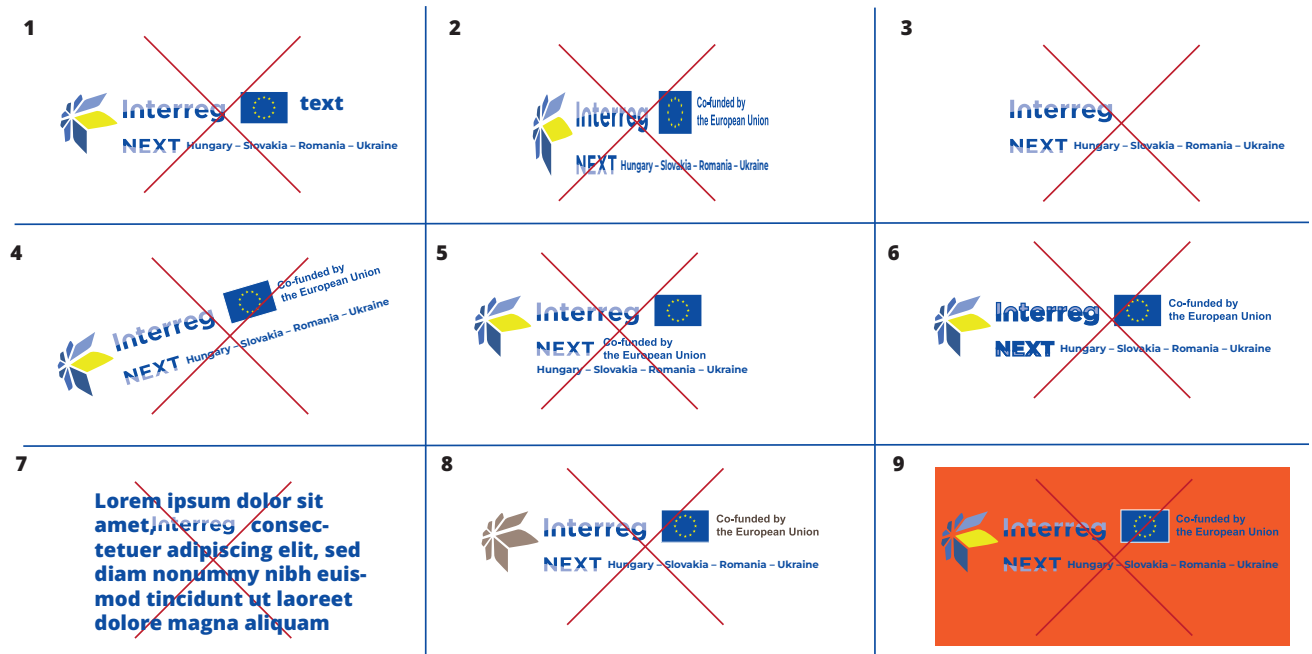 1
Interreg text
NEXT Hungary – Slovakia – Romania – Ukraine
2
Interreg Co-funded by
the European Union
NEXT Hungary – Slovakia – Romania – Ukraine
3
Interreg
NEXT Hungary – Slovakia – Romania – Ukraine
4
Interreg Co-funded by
the European Union
NEXT Hungary – Slovakia – Romania – Ukraine
5
Interreg
NEXT Co-funded by
the European Union
Hungary – Slovakia – Romania – Ukraine
6
Interreg Co-funded by
the European Union
NEXT Hungary – Slovakia – Romania – Ukraine
7
Lorem ipsum dolor sit
amet, Interreg consec-
tetuer adipiscing elit, sed
diam nonummy nibh euis-
mod tincidunt ut laoreet
dolore magna aliquam
8
Interreg Co-funded by
the European Union
NEXT Hungary – Slovakia – Romania – Ukraine
9
Interreg Co-funded by
the European Union
NEXT Hungary – Slovakia – Romania – Ukraine